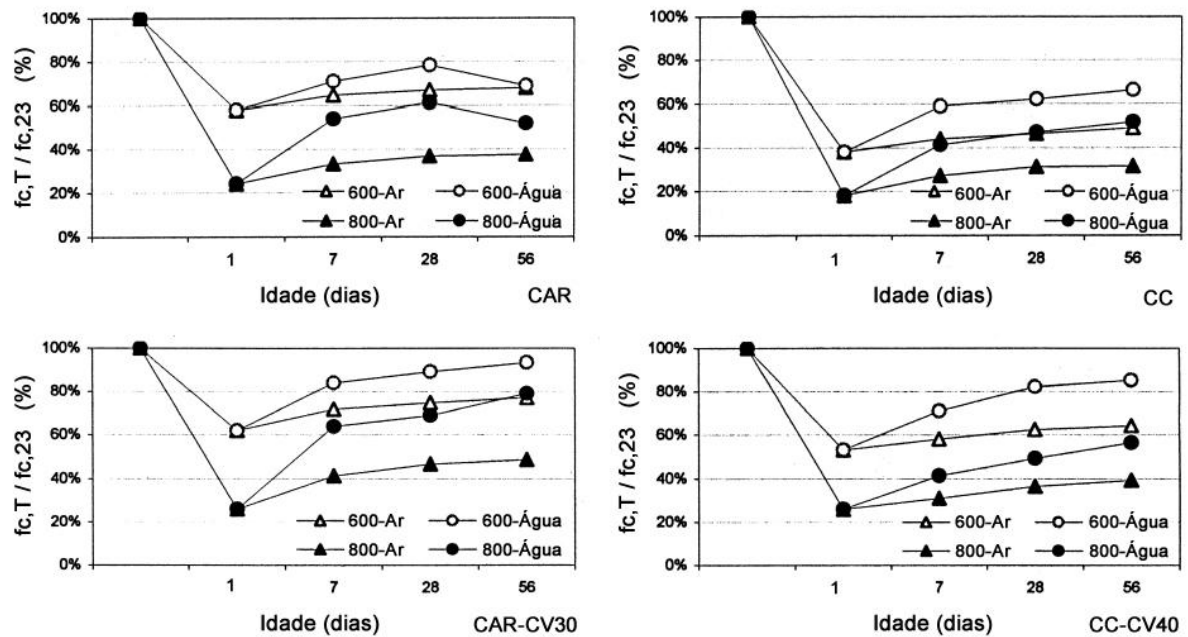 fc,T / fc,23 (%)
100%
80%
60%
40%
20%
0%
600-Ar 600-Água
800-Ar 800-Água
1 7 28 56
Idade (dias) CAR
fc,T / fc,23 (%)
100%
80%
60%
40%
20%
0%
600-Ar 600-Água
800-Ar 800-Água
1 7 28 56
Idade (dias) CC
fc,T / fc,23 (%)
100%
80%
60%
40%
20%
0%
600-Ar 600-Água
800-Ar 800-Água
1 7 28 56
Idade (dias) CAR-CV30
fc,T / fc,23 (%)
100%
80%
60%
40%
20%
0%
600-Ar 600-Água
800-Ar 800-Água
1 7 28 56
Idade (dias) CC-CV40